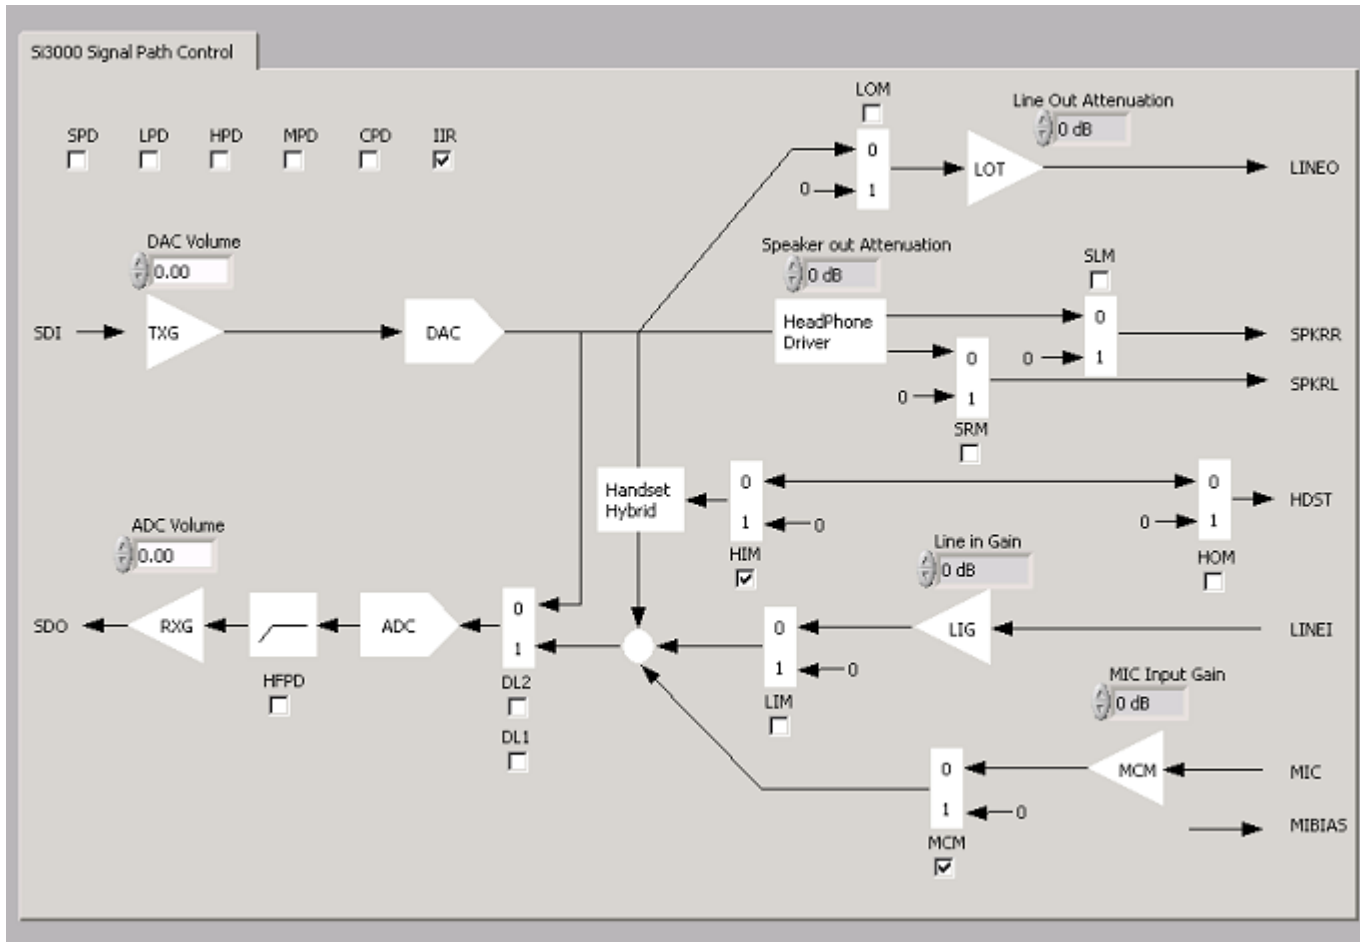 Si3000 Signal Path Control
LOM
Line Out Attenuation
0 dB
SPD LPD HPD MPD CPD IIR
0
0
1
LOT
LINEO
DAC Volume
0.00
Speaker out Attenuation
0 dB
SLM
SDI
TXG
DAC
HeadPhone
Driver
0
0
1
SPKRR
0
0
1
SPKRL
SRM
Handset
Hybrid
0
1
0
HIM
0
0
1
HDST
HOM
ADC Volume
0.00
Line in Gain
0 dB
SDO
RXG
ADC
0
1
0
1
0
LIG
LINEI
HFPD
DL2
DL1
LIM
MIC Input Gain
0 dB
0
1
0
MCM
MIC
MIBIAS
MCM